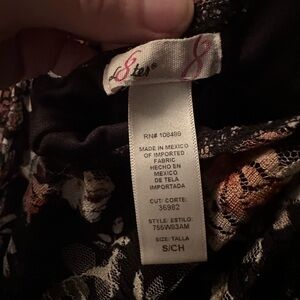 RN# 108499
MADE IN MEXICO
OF IMPORTED
FABRIC
HECHO EN
MEXICO
DE TELA
IMPORTADA
CUT: CORTE:
36982
STYLE: ESTILO:
755W93AM
SIZE: TALLA
S/CH